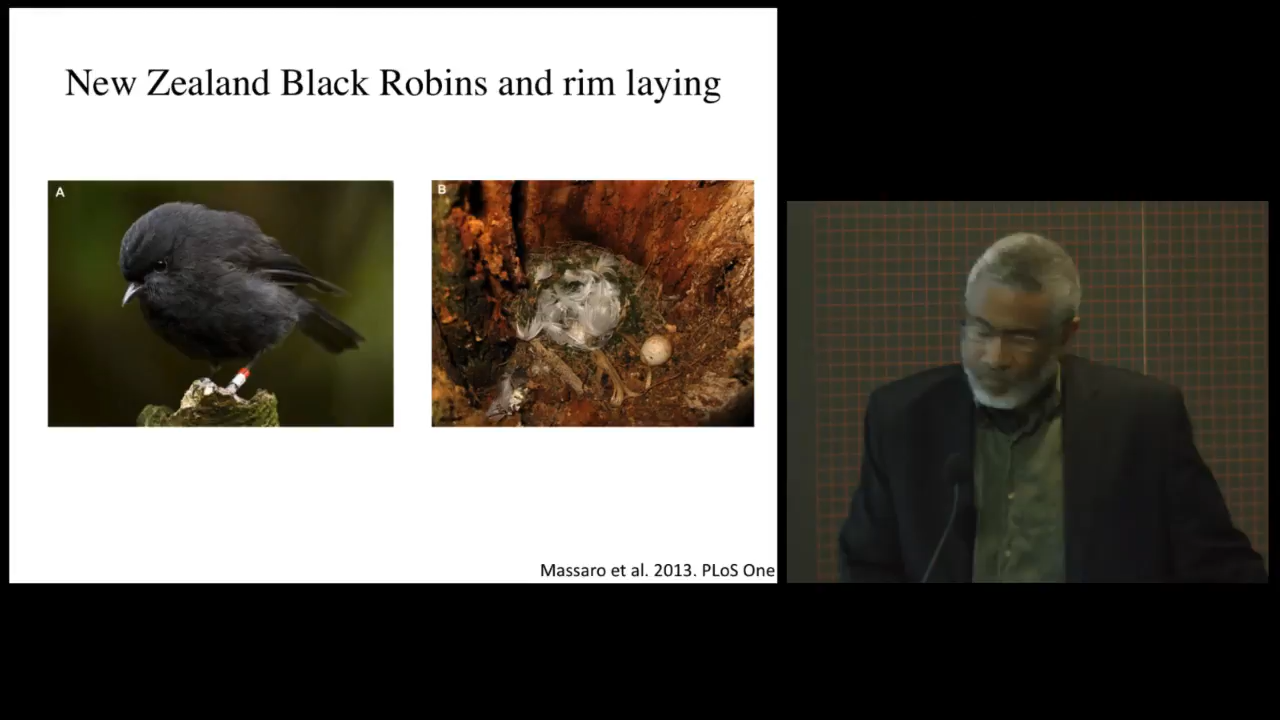 New Zealand Black Robins and rim laying
A
B
Massaro et al. 2013. PLoS One